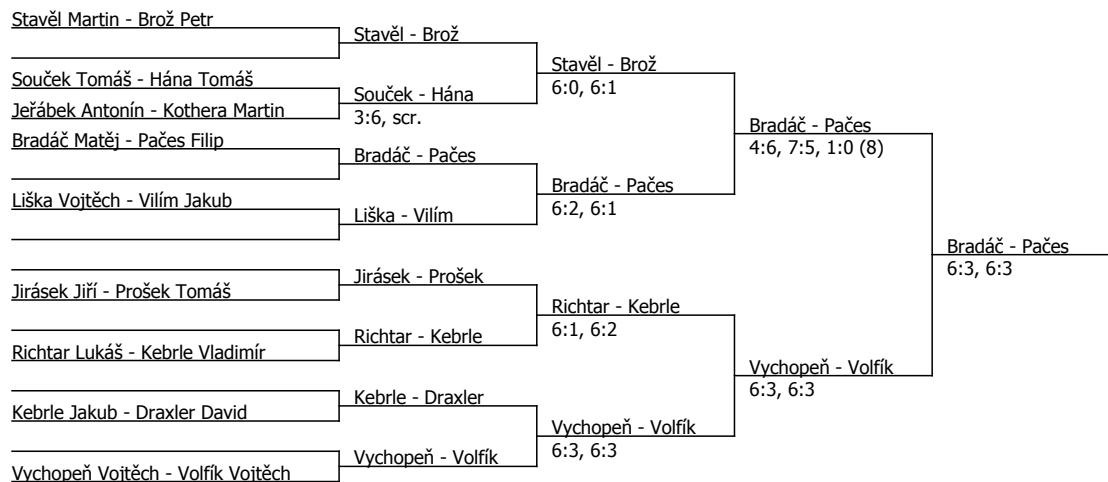 Stavěl Martin - Brož Petr
Souček Tomáš - Hána Tomáš
Jeřábek Antonín - Kothera Martin
Bradáč Matěj - Pačes Filip
Liška Vojtěch - Vilím Jakub
Jirásek Jiří - Prošek Tomáš
Richtar Lukáš - Kebrle Vladimír
Kebrle Jakub - Draxler David
Vychopeň Vojtěch - Volfík Vojtěch
Stavěl - Brož
Souček - Hána
3:6, scr.
Bradáč - Pačes
Liška - Vilím
Jirásek - Prošek
Richtar - Kebrle
Kebrle - Draxler
Vychopeň - Volfík
Stavěl - Brož
6:0, 6:1
Bradáč - Pačes
6:2, 6:1
Richtar - Kebrle
6:1, 6:2
Vychopeň - Volfík
6:3, 6:3
Bradáč - Pačes
4:6, 7:5, 1:0 (8)
Vychopeň - Volfík
6:3, 6:3
Bradáč - Pačes
6:3, 6:3